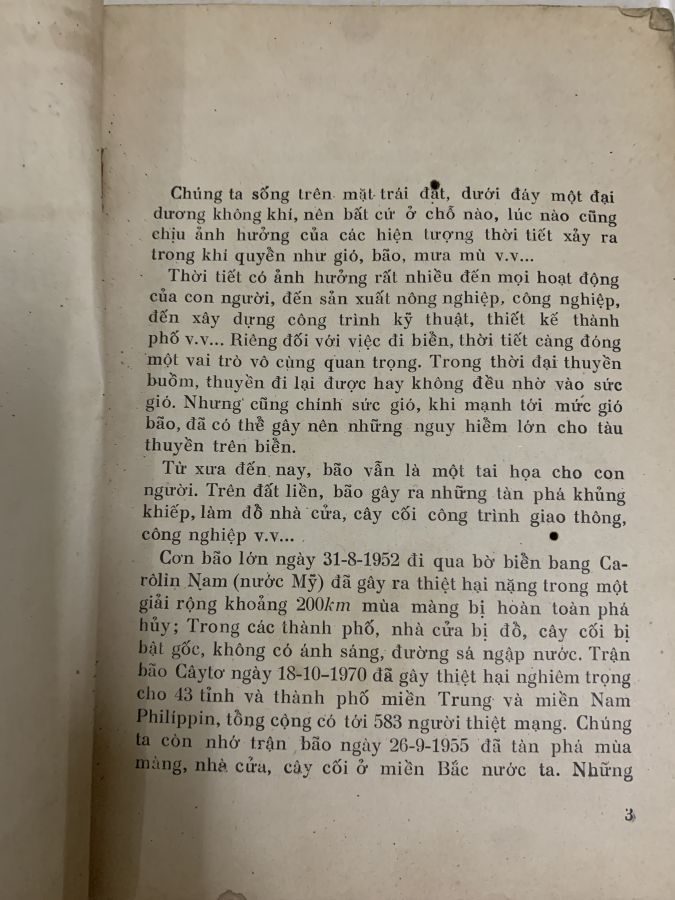 Chúng ta sống trên mặt trái đất, dưới đáy một đại
dương không khí, nên bất cứ ở chỗ nào, lúc nào cũng
chịu ảnh hưởng của các hiện tượng thời tiết xảy ra
trong khí quyển như gió, bão, mưa mù v.v...
Thời tiết có ảnh hưởng rất nhiều đến mọi hoạt động
của con người, đến sản xuất nông nghiệp, công nghiệp,
đến xây dựng công trình kỹ thuật, thiết kế thành
phố v.v... Riêng đối với việc đi biển, thời tiết càng đóng
một vai trò vô cùng quan trọng. Trong thời đại thuyền
buồm, thuyền đi lại được hay không đều nhờ vào sức
gió. Nhưng cũng chính sức gió, khi mạnh tới mức gió
bão, đã có thể gây nên những nguy hiểm lớn cho tàu
thuyền trên biển.
Từ xưa đến nay, bão vẫn là một tai họa cho con
người. Trên đất liền, bão gây ra những tàn phá khủng
khiếp, làm đổ nhà cửa, cây cối công trình giao thông,
công nghiệp v.v...
Cơn bão lớn ngày 31-8-1952 đi qua bờ biển bang Ca-
rôlin Nam (nước Mỹ) đã gây ra thiệt hại nặng trong một
giải rộng khoảng 200km mùa màng bị hoàn toàn phá
hủy; Trong các thành phố, nhà cửa bị đổ, cây cối bị
bật gốc, không có ánh sáng, đường sá ngập nước. Trận
bão Câytơ ngày 18-10-1970 đã gây thiệt hại nghiêm trọng
cho 43 tỉnh và thành phố miền Trung và miền Nam
Philippin, tổng cộng có tới 583 người thiệt mạng. Chúng
ta còn nhớ trận bão ngày 26-9-1955 đã tàn phá mùa
màng, nhà cửa, cây cối ở miền Bắc nước ta. Những
3